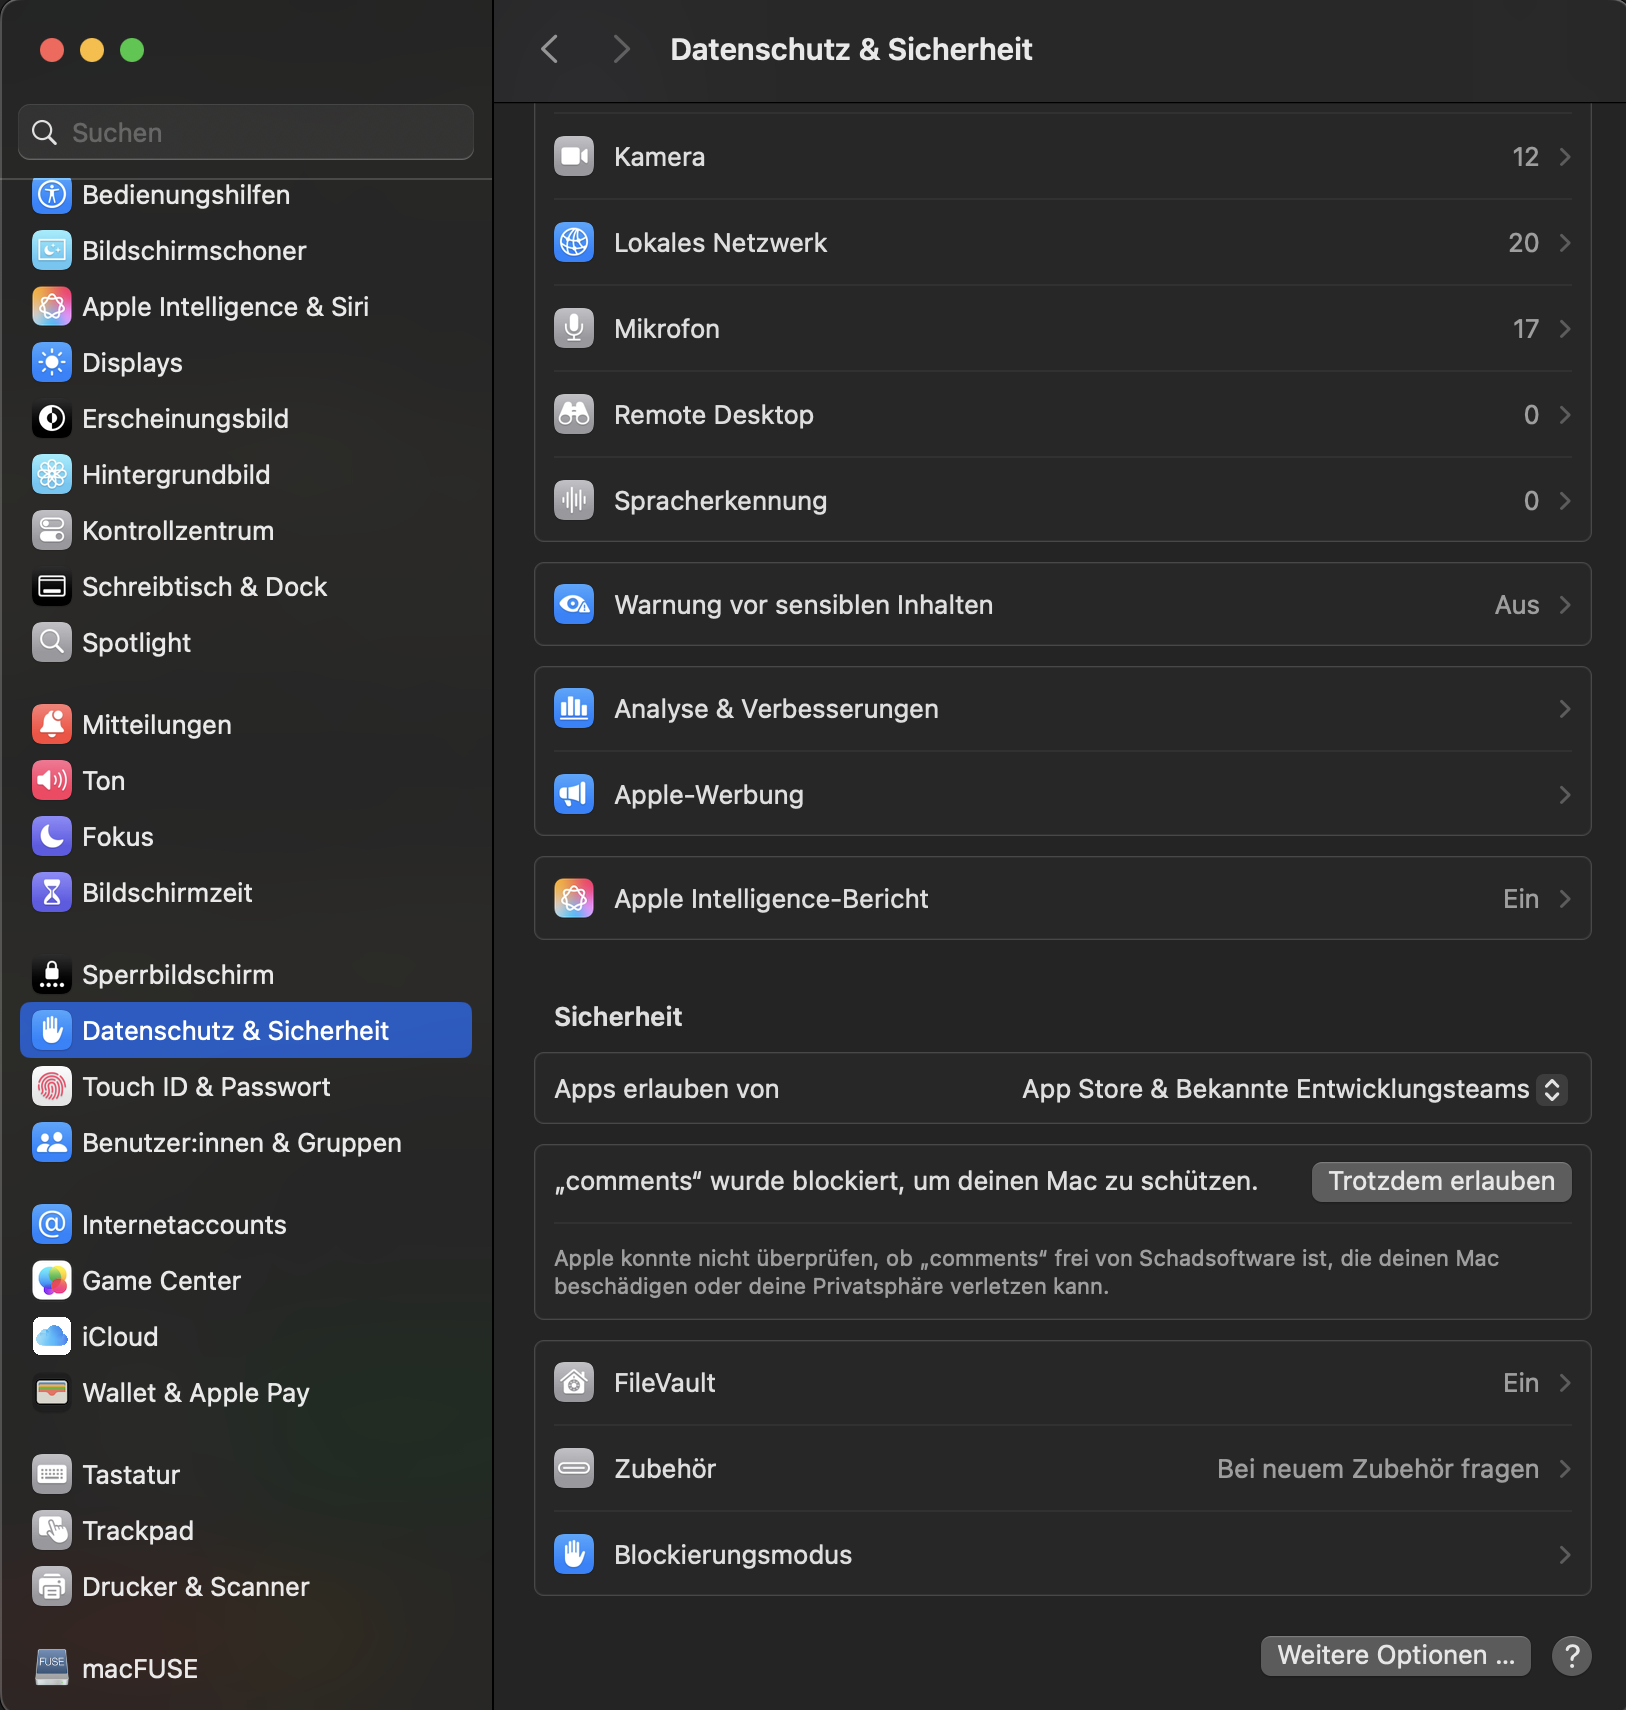 Datenschutz & Sicherheit
Suchen
Bedienungshilfen
Bildschirmschoner
Apple Intelligence & Siri
Displays
Erscheinungsbild
Hintergrundbild
Kontrollzentrum
Schreibtisch & Dock
Spotlight
Mitteilungen
Ton
Fokus
Bildschirmzeit
Sperrbildschirm
Datenschutz & Sicherheit
Touch ID & Passwort
Benutzer:innen & Gruppen
Internetaccounts
Game Center
iCloud
Wallet & Apple Pay
Tastatur
Trackpad
Drucker & Scanner
FUSE
macFUSE
Kamera 12
Lokales Netzwerk 20
Mikrofon 17
Remote Desktop 0
Spracherkennung 0
Warnung vor sensiblen Inhalten Aus
Analyse & Verbesserungen
Apple-Werbung
Apple Intelligence-Bericht Ein
Sicherheit
Apps erlauben von App Store & Bekannte Entwicklungsteams
„comments“ wurde blockiert, um deinen Mac zu schützen. Trotzdem erlauben
Apple konnte nicht überprüfen, ob „comments“ frei von Schadsoftware ist, die deinen Mac
beschädigen oder deine Privatsphäre verletzen kann.
FileVault Ein
Zubehör Bei neuem Zubehör fragen
Blockierungsmodus
Weitere Optionen ... ?